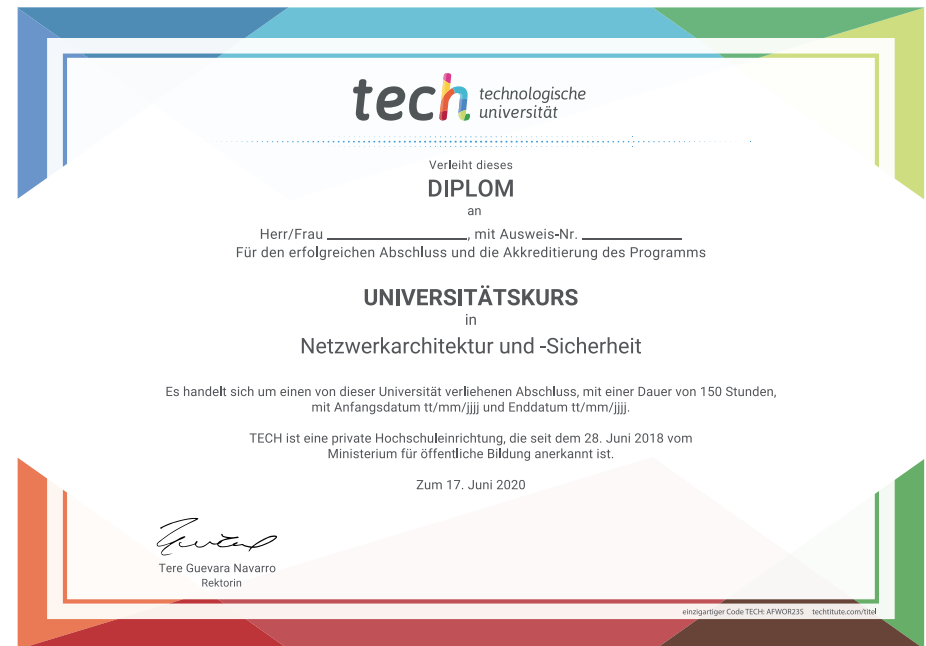 tech technologische
universität
Verleiht dieses
DIPLOM
an
Herr/Frau ____________________, mit Ausweis-Nr. ______________
Für den erfolgreichen Abschluss und die Akkreditierung des Programms
UNIVERSITÄTSKURS
in
Netzwerkarchitektur und -Sicherheit
Es handelt sich um einen von dieser Universität verliehenen Abschluss, mit einer Dauer von 150 Stunden,
mit Anfangsdatum tt/mm/jjjj und Enddatum tt/mm/jjjj.
TECH ist eine private Hochschuleinrichtung, die seit dem 28. Juni 2018 vom
Ministerium für öffentliche Bildung anerkannt ist.
Zum 17. Juni 2020
Tere Guevara Navarro
Rektorin
einzigartiger Code TECH: AFWOR23S techtitute.com/titel